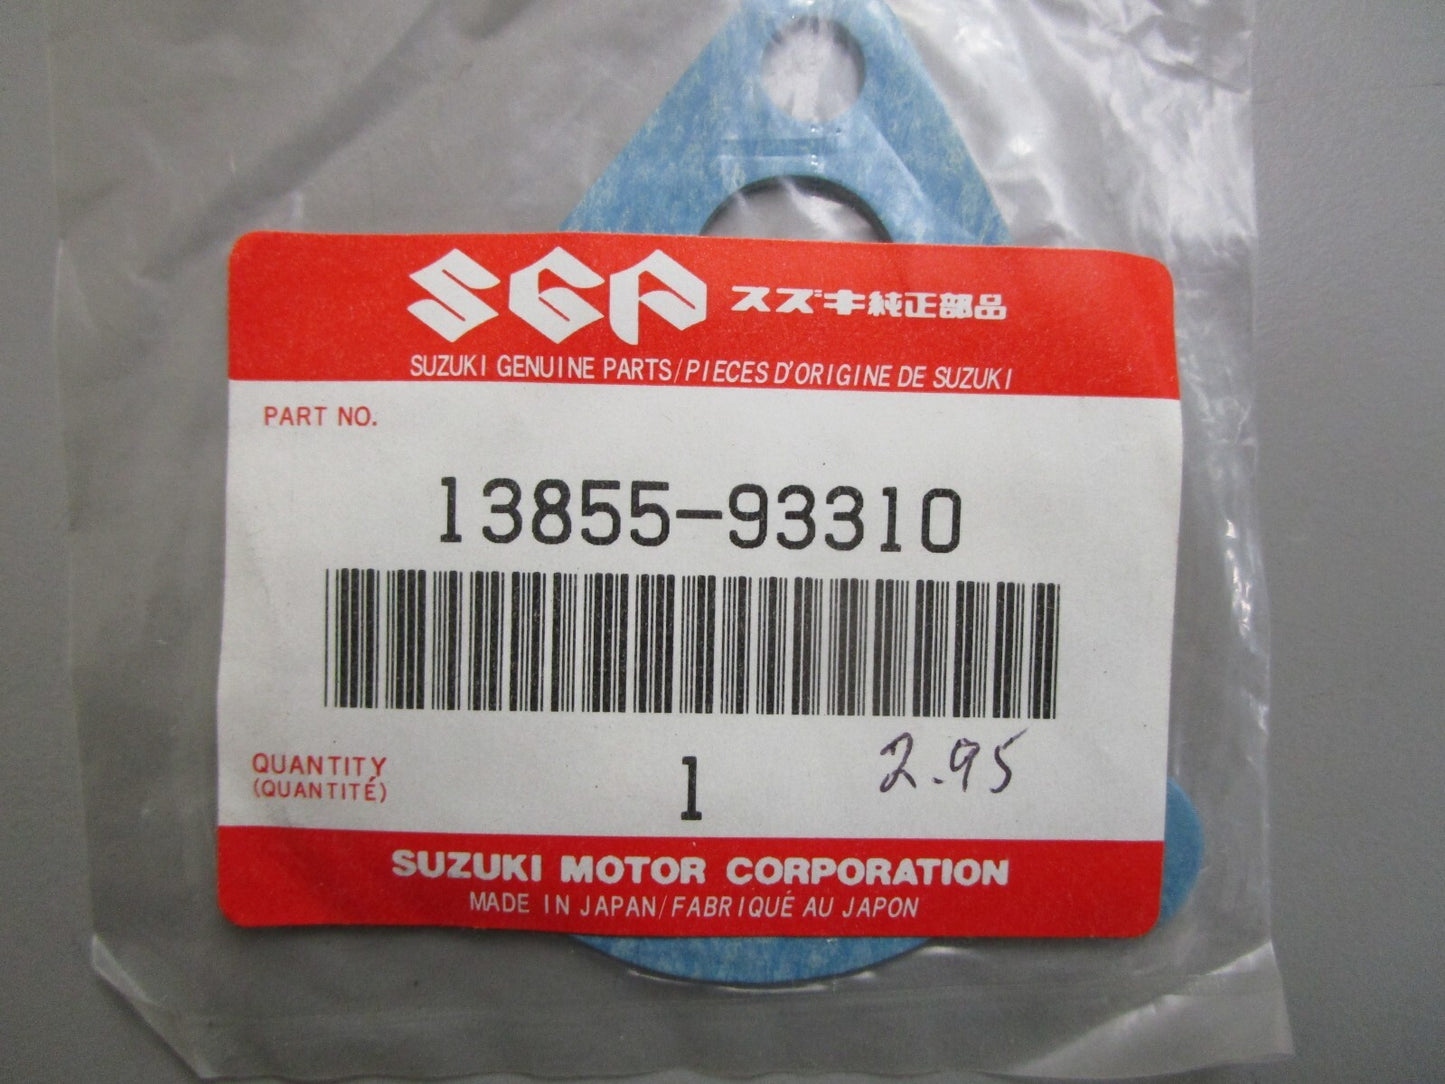 SGP スズキ純正部品
SUZUKI GENUINE PARTS/PIECES D'ORIGINE DE SUZUKI
PART NO.
13855-93310
QUANTITY
(QUANTITÉ)
1
2.95
SUZUKI MOTOR CORPORATION
MADE IN JAPAN/FABRIQUÉ AU JAPON